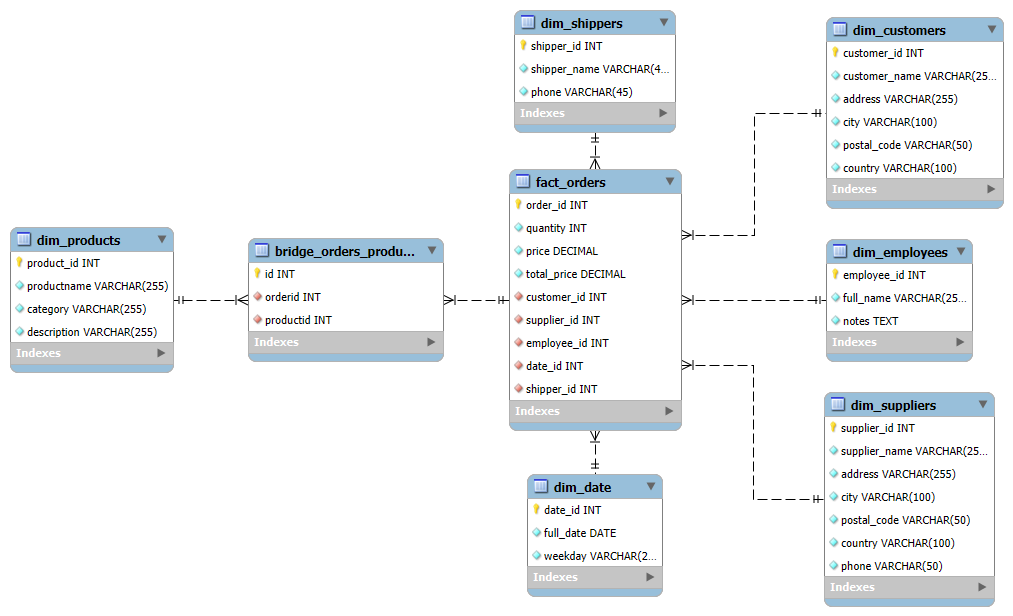 dim_shippers
shipper_id INT
shipper_name VARCHAR(4...
phone VARCHAR(45)
Indexes
dim_customers
customer_id INT
customer_name VARCHAR(25...
address VARCHAR(255)
city VARCHAR(100)
postal_code VARCHAR(50)
country VARCHAR(100)
Indexes
fact_orders
order_id INT
quantity INT
price DECIMAL
total_price DECIMAL
customer_id INT
supplier_id INT
employee_id INT
date_id INT
shipper_id INT
Indexes
dim_products
product_id INT
productname VARCHAR(255)
category VARCHAR(255)
description VARCHAR(255)
Indexes
bridge_orders_produ...
id INT
orderid INT
productid INT
Indexes
dim_employees
employee_id INT
full_name VARCHAR(25...
notes TEXT
Indexes
dim_suppliers
supplier_id INT
supplier_name VARCHAR(25...
address VARCHAR(255)
city VARCHAR(100)
postal_code VARCHAR(50)
country VARCHAR(100)
phone VARCHAR(50)
Indexes
dim_date
date_id INT
full_date DATE
weekday VARCHAR(2...
Indexes